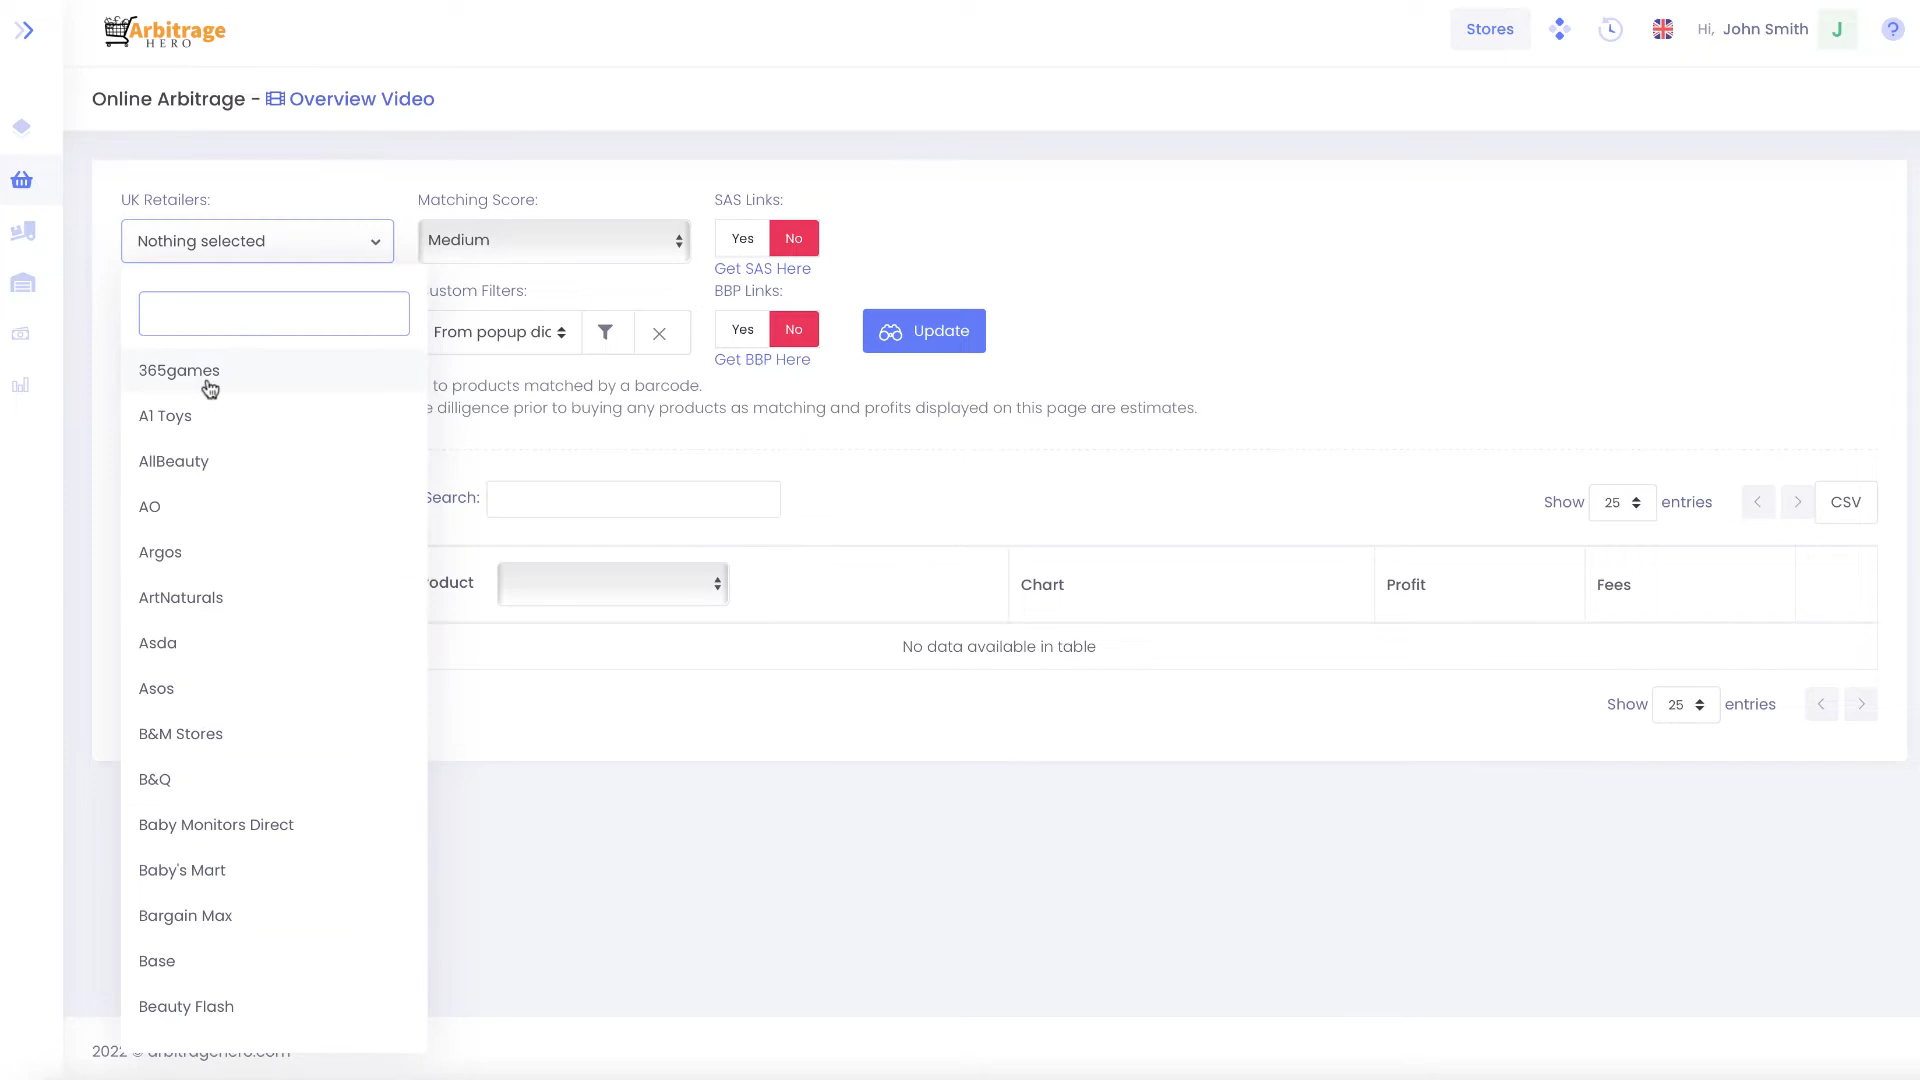 Arbitrage
HERO
Stores
Hi, John Smith
J
?
Online Arbitrage - Overview Video
UK Retailers:
Nothing selected
Matching Score:
Medium
SAS Links:
Yes No
Get SAS Here
ustom Filters:
From popup dic
BBP Links:
Yes No
Get BBP Here
Update
to products matched by a barcode.
e dilligence prior to buying any products as matching and profits displayed on this page are estimates.
365games
A1 Toys
AllBeauty
AO
Argos
ArtNaturals
Asda
Asos
B&M Stores
B&Q
Baby Monitors Direct
Baby's Mart
Bargain Max
Base
Beauty Flash
Search:
Show 25 entries
CSV
roduct
Chart
Profit
Fees
No data available in table
Show 25 entries
2022 © arbitragehero.com